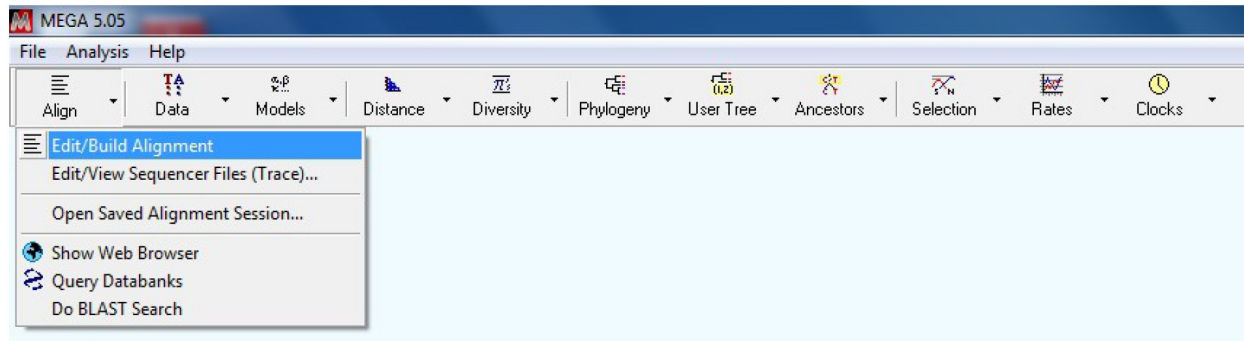 MEGA 5.05
File Analysis Help
Align Data Models Distance Diversity Phylogeny User Tree Ancestors Selection Rates Clocks
Edit/Build Alignment
Edit/View Sequencer Files (Trace)...
Open Saved Alignment Session...
Show Web Browser
Query Databanks
Do BLAST Search